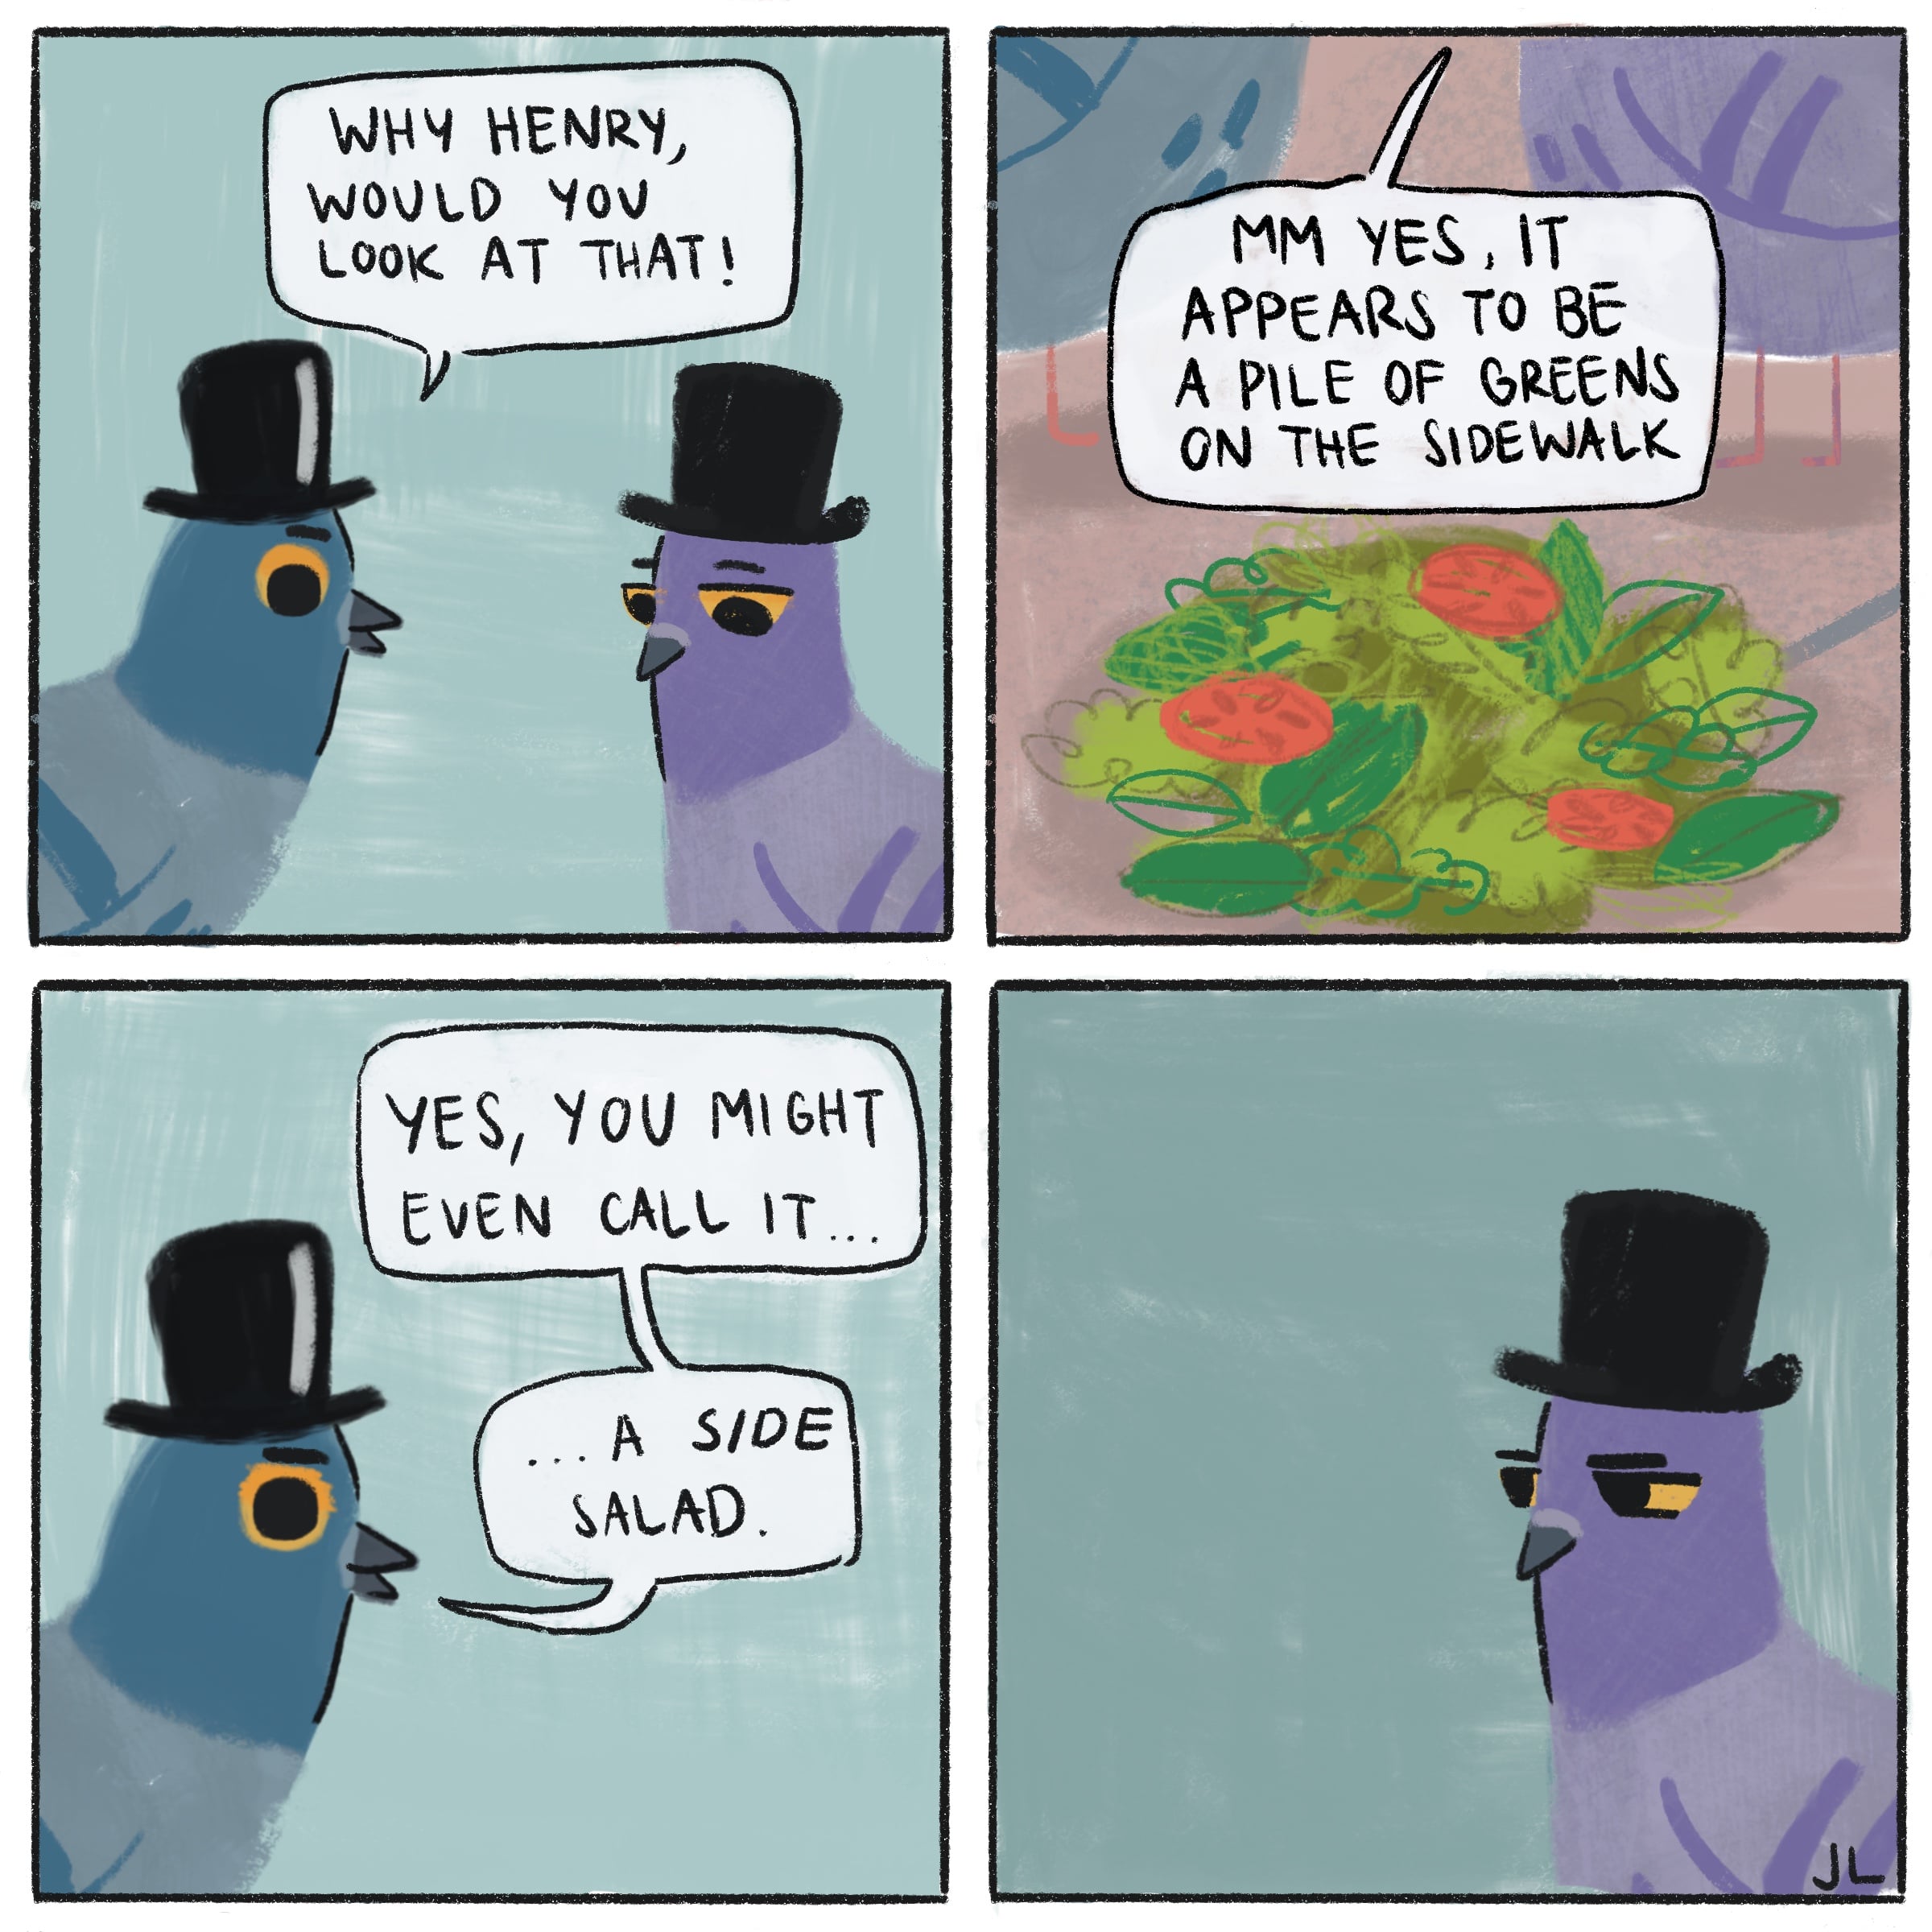 WHY HENRY,
WOULD YOU
LOOK AT THAT!
MM YES, IT
APPEARS TO BE
A PILE OF GREENS
ON THE SIDEWALK
YES, YOU MIGHT
EVEN CALL IT...
...A SIDE
SALAD.
JL